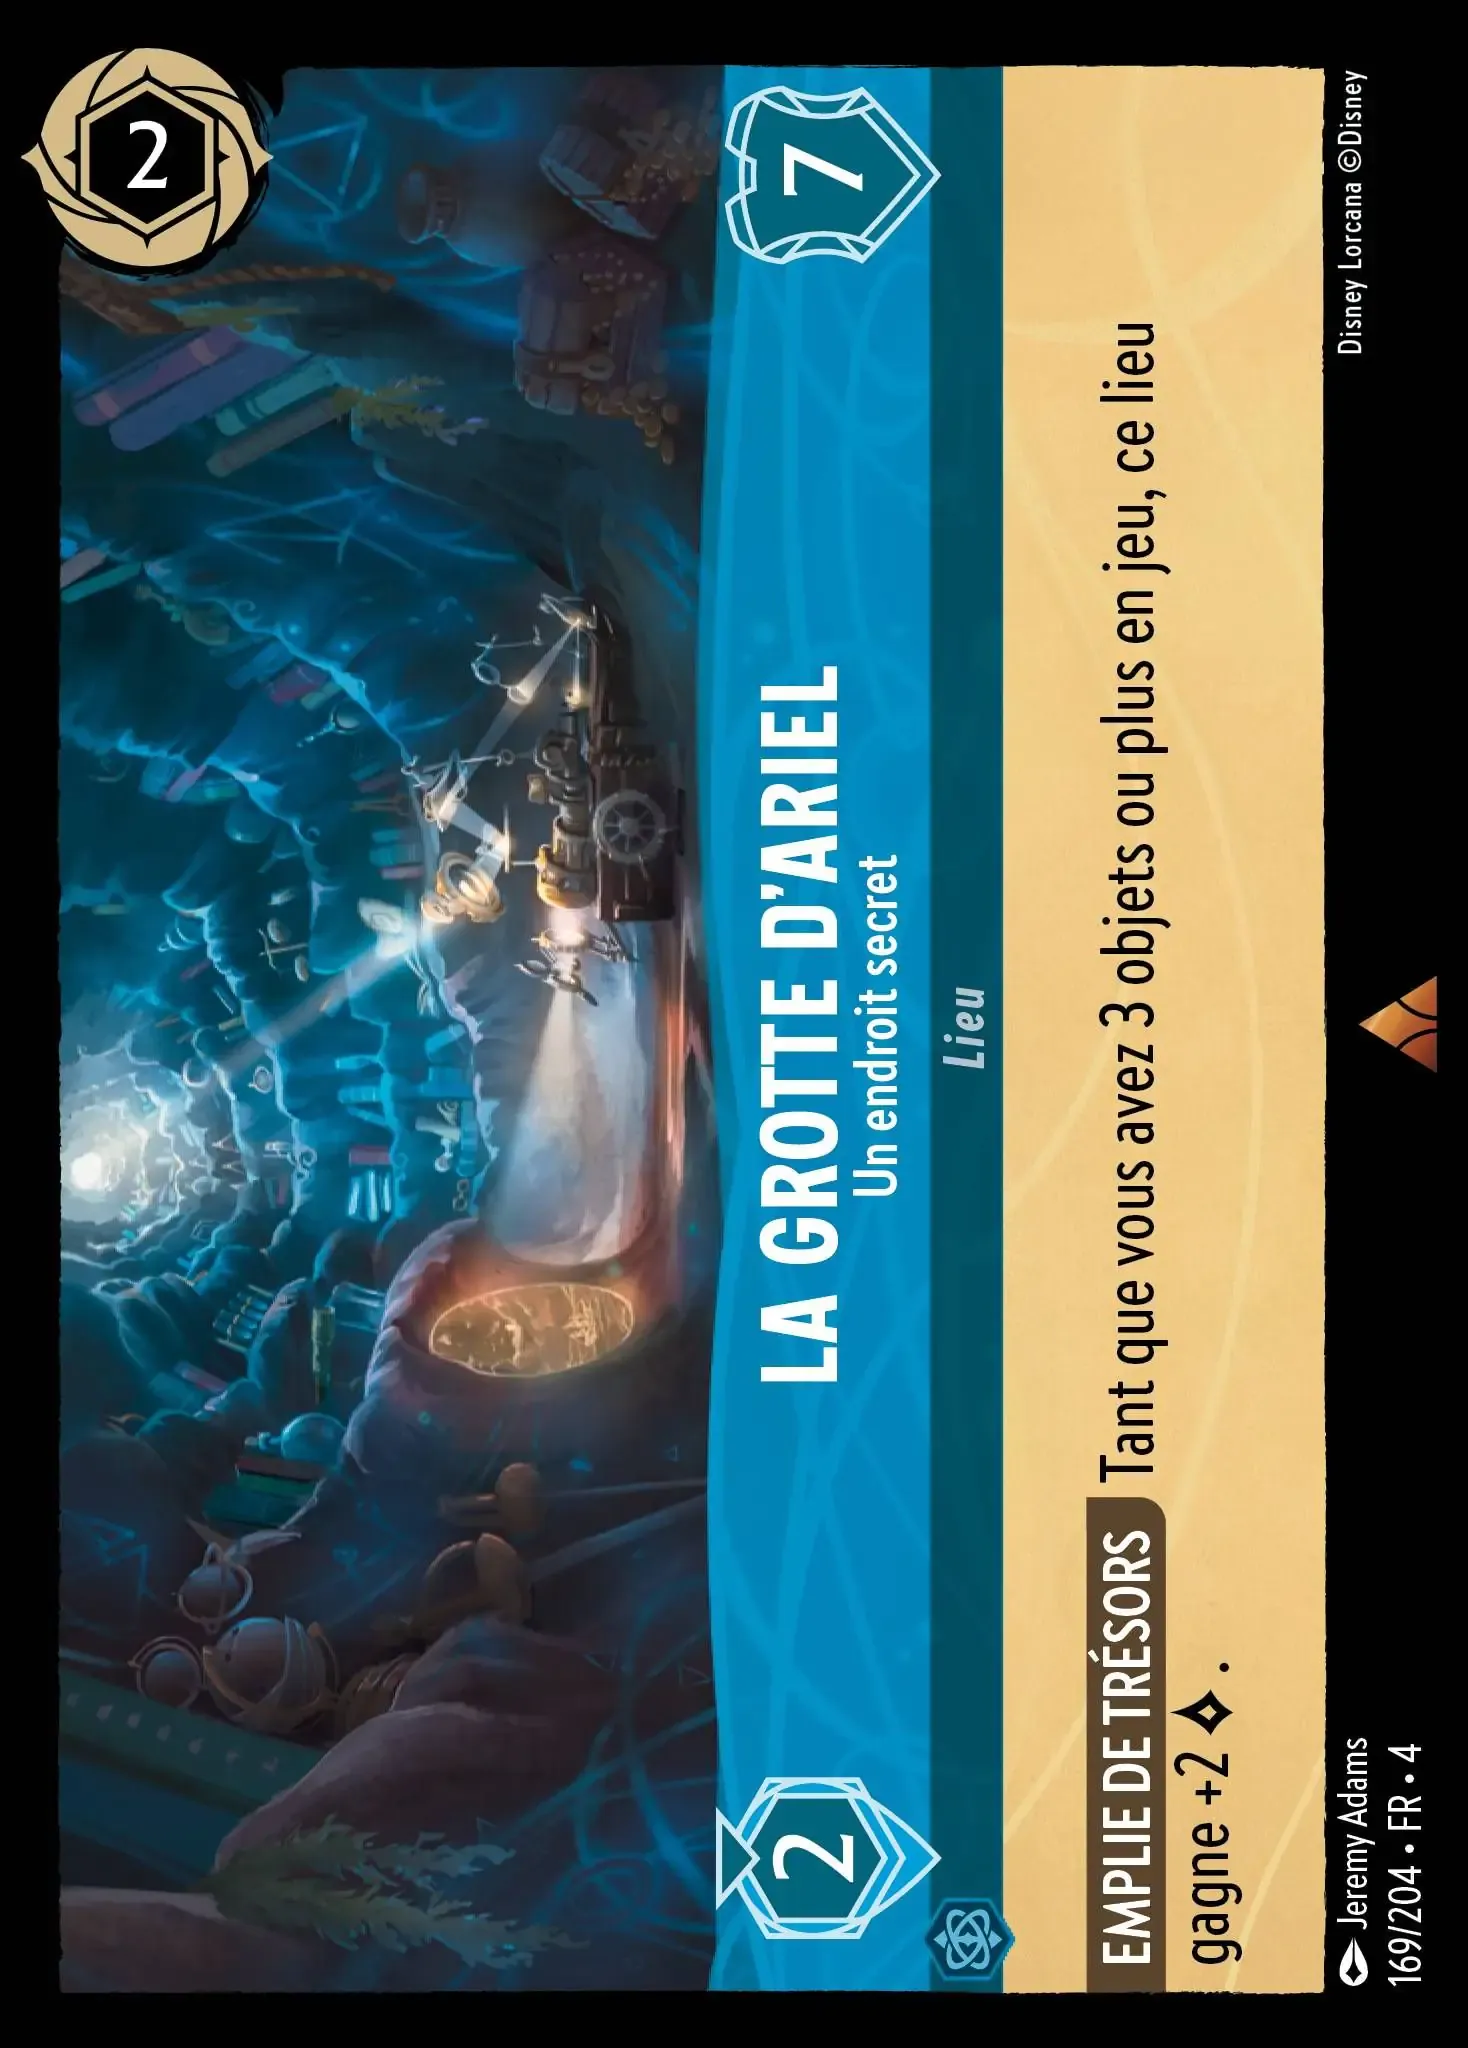 2
LA GROTTE D'ARIEL
Un endroit secret
2
7
Lieu
EMPLIE DE TRÉSORS Tant que vous avez 3 objets ou plus en jeu, ce lieu
gagne +2 .
Jeremy Adams
Disney Lorcana ©Disney
169/204 • FR • 4